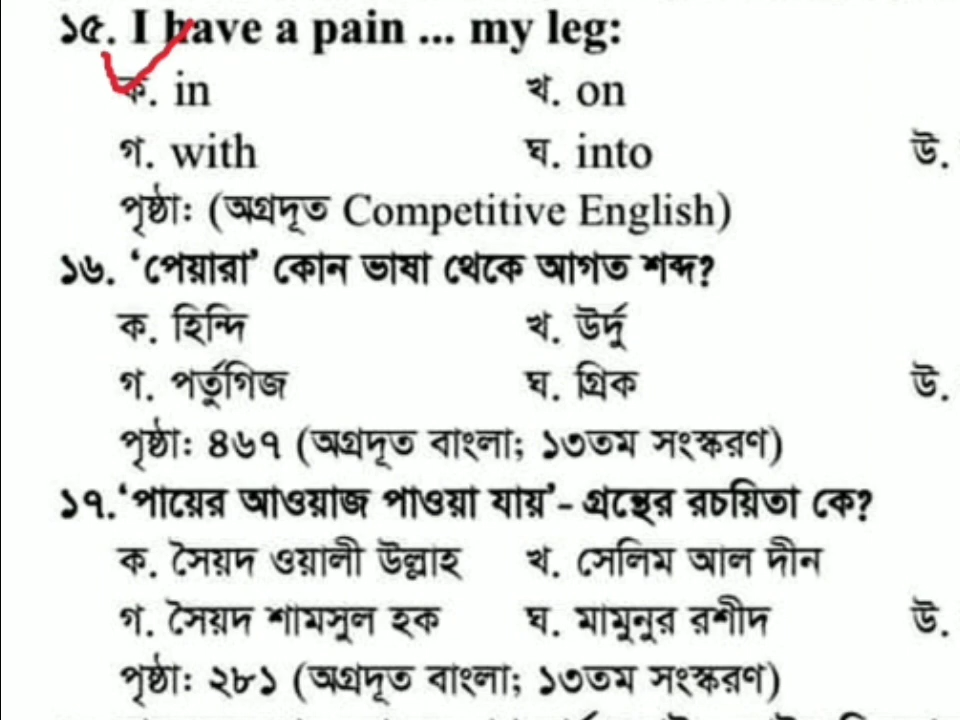 ১৫. I have a pain ... my leg:
ক. in খ. on
গ. with ঘ. into উ.
পৃষ্ঠা: (অগ্রদূত Competitive English)
১৬. ‘পেয়ারা’ কোন ভাষা থেকে আগত শব্দ?
ক. হিন্দি খ. উর্দু
গ. পর্তুগিজ ঘ. গ্রিক উ.
পৃষ্ঠা: ৪৬৭ (অগ্রদূত বাংলা; ১৩তম সংস্করণ)
১৭. ‘পায়ের আওয়াজ পাওয়া যায়’- গ্রন্থের রচয়িতা কে?
ক. সৈয়দ ওয়ালী উল্লাহ খ. সেলিম আল দীন
গ. সৈয়দ শামসুল হক ঘ. মামুনুর রশীদ উ.
পৃষ্ঠা: ২৮১ (অগ্রদূত বাংলা; ১৩তম সংস্করণ)